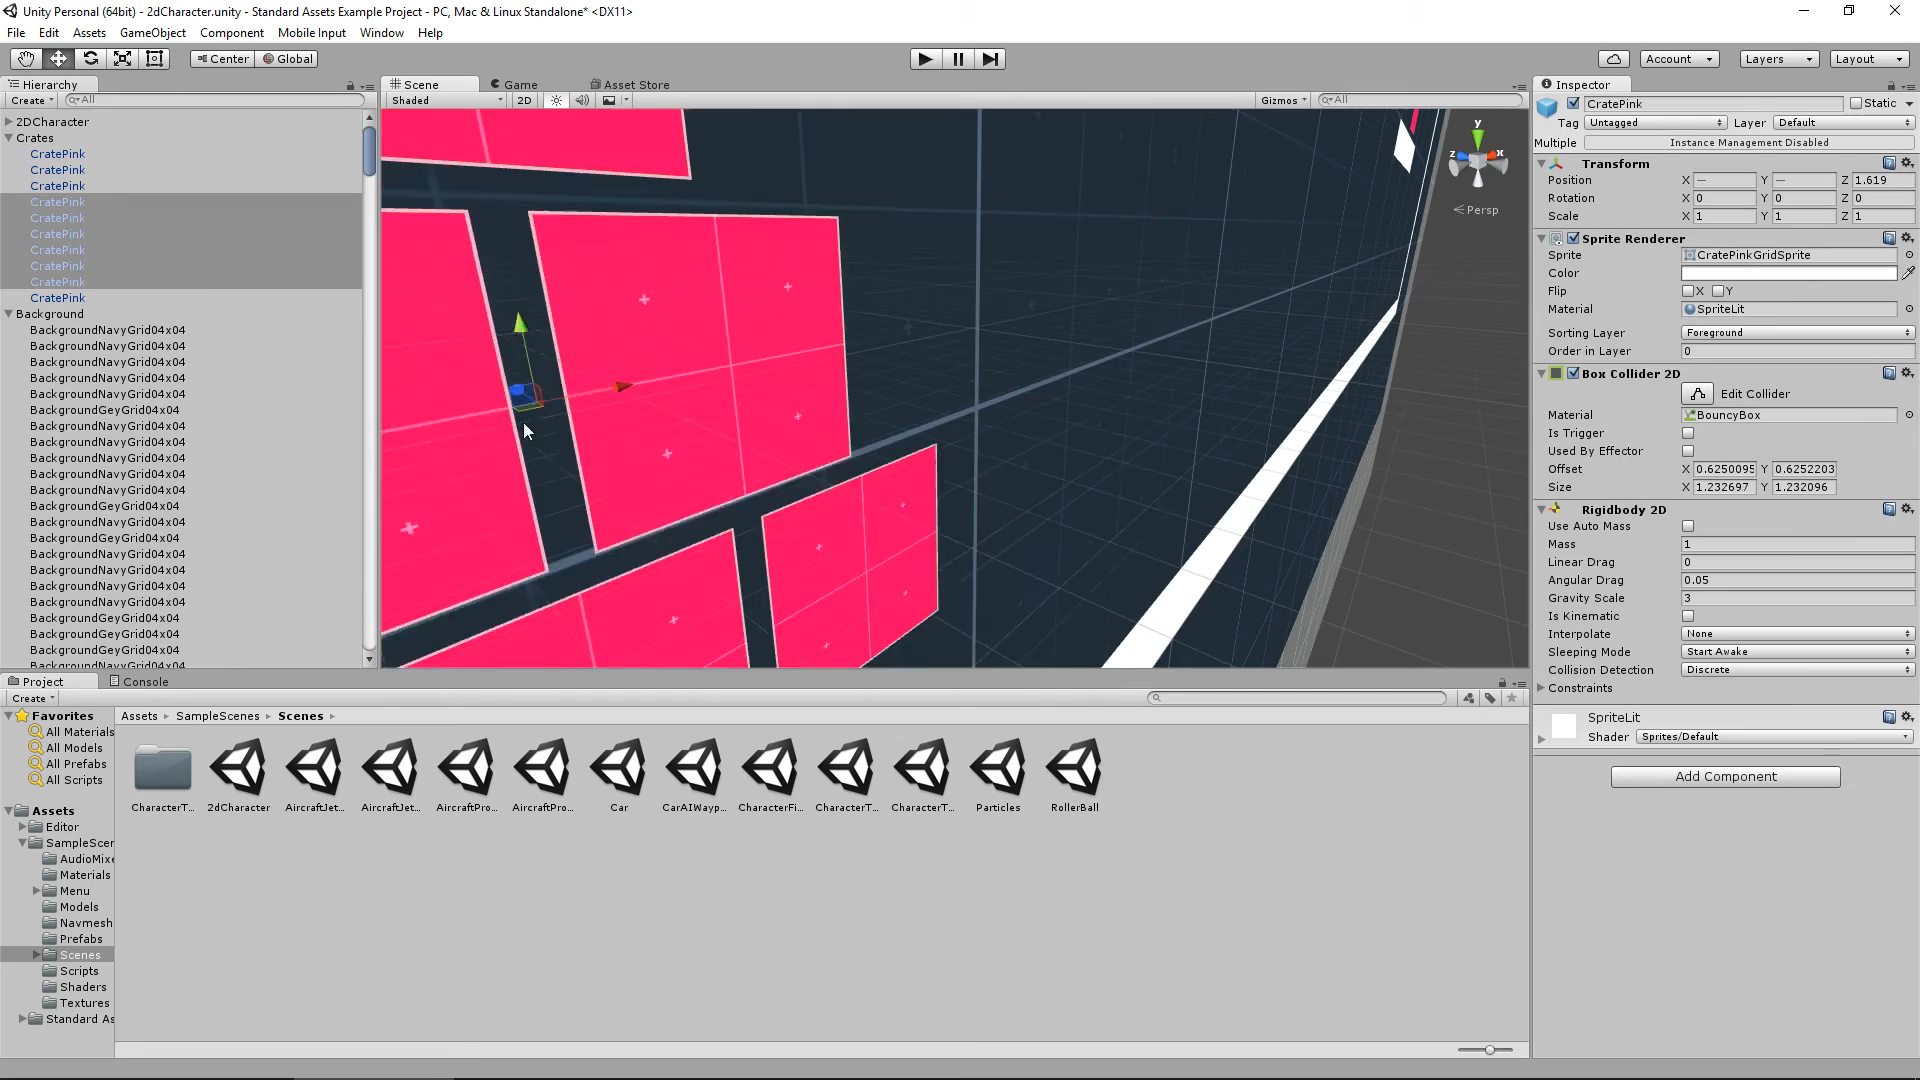 Unity Personal (64bit) - 2dCharacter.unity - Standard Assets Example Project - PC, Mac & Linux Standalone* <DX11>
File Edit Assets GameObject Component Mobile Input Window Help
Center Global
Account Layers Layout
Hierarchy
Create All
2DCharacter
Crates
CratePink
CratePink
CratePink
CratePink
CratePink
CratePink
CratePink
CratePink
CratePink
CratePink
Background
BackgroundNavyGrid04x04
BackgroundNavyGrid04x04
BackgroundNavyGrid04x04
BackgroundNavyGrid04x04
BackgroundNavyGrid04x04
BackgroundGeyGrid04x04
BackgroundNavyGrid04x04
BackgroundNavyGrid04x04
BackgroundNavyGrid04x04
BackgroundNavyGrid04x04
BackgroundNavyGrid04x04
BackgroundGeyGrid04x04
BackgroundNavyGrid04x04
BackgroundGeyGrid04x04
BackgroundNavyGrid04x04
BackgroundNavyGrid04x04
BackgroundNavyGrid04x04
BackgroundNavyGrid04x04
BackgroundGeyGrid04x04
BackgroundGeyGrid04x04
BackgroundGeyGrid04x04
BackgroundNavyGrid04x04
Scene Game Asset Store
Shaded 2D Gizmos All
y
z x
Persp
Inspector
CratePink Static
Tag Untagged Layer Default
Multiple Instance Management Disabled
Transform
Position X — Y — Z 1.619
Rotation X 0 Y 0 Z 0
Scale X 1 Y 1 Z 1
Sprite Renderer
Sprite CratePinkGridSprite
Color
Flip X Y
Material SpriteLit
Sorting Layer Foreground
Order in Layer 0
Box Collider 2D
Edit Collider
Material BouncyBox
Is Trigger
Used By Effector
Offset X 0.6250095 Y 0.6252203
Size X 1.232697 Y 1.232096
Rigidbody 2D
Use Auto Mass
Mass 1
Linear Drag 0
Angular Drag 0.05
Gravity Scale 3
Is Kinematic
Interpolate None
Sleeping Mode Start Awake
Collision Detection Discrete
Constraints
SpriteLit
Shader Sprites/Default
Add Component
Project Console
Create
Favorites
All Materials
All Models
All Prefabs
All Scripts
Assets
Editor
SampleScer
AudioMixe
Materials
Menu
Models
Navmesh
Prefabs
Scenes
Scripts
Shaders
Textures
Standard As
Assets SampleScenes Scenes
CharacterT... 2dCharacter AircraftJet... AircraftJet... AircraftPro... AircraftPro... Car CarAIWayp... CharacterFi... CharacterT... CharacterT... Particles RollerBall